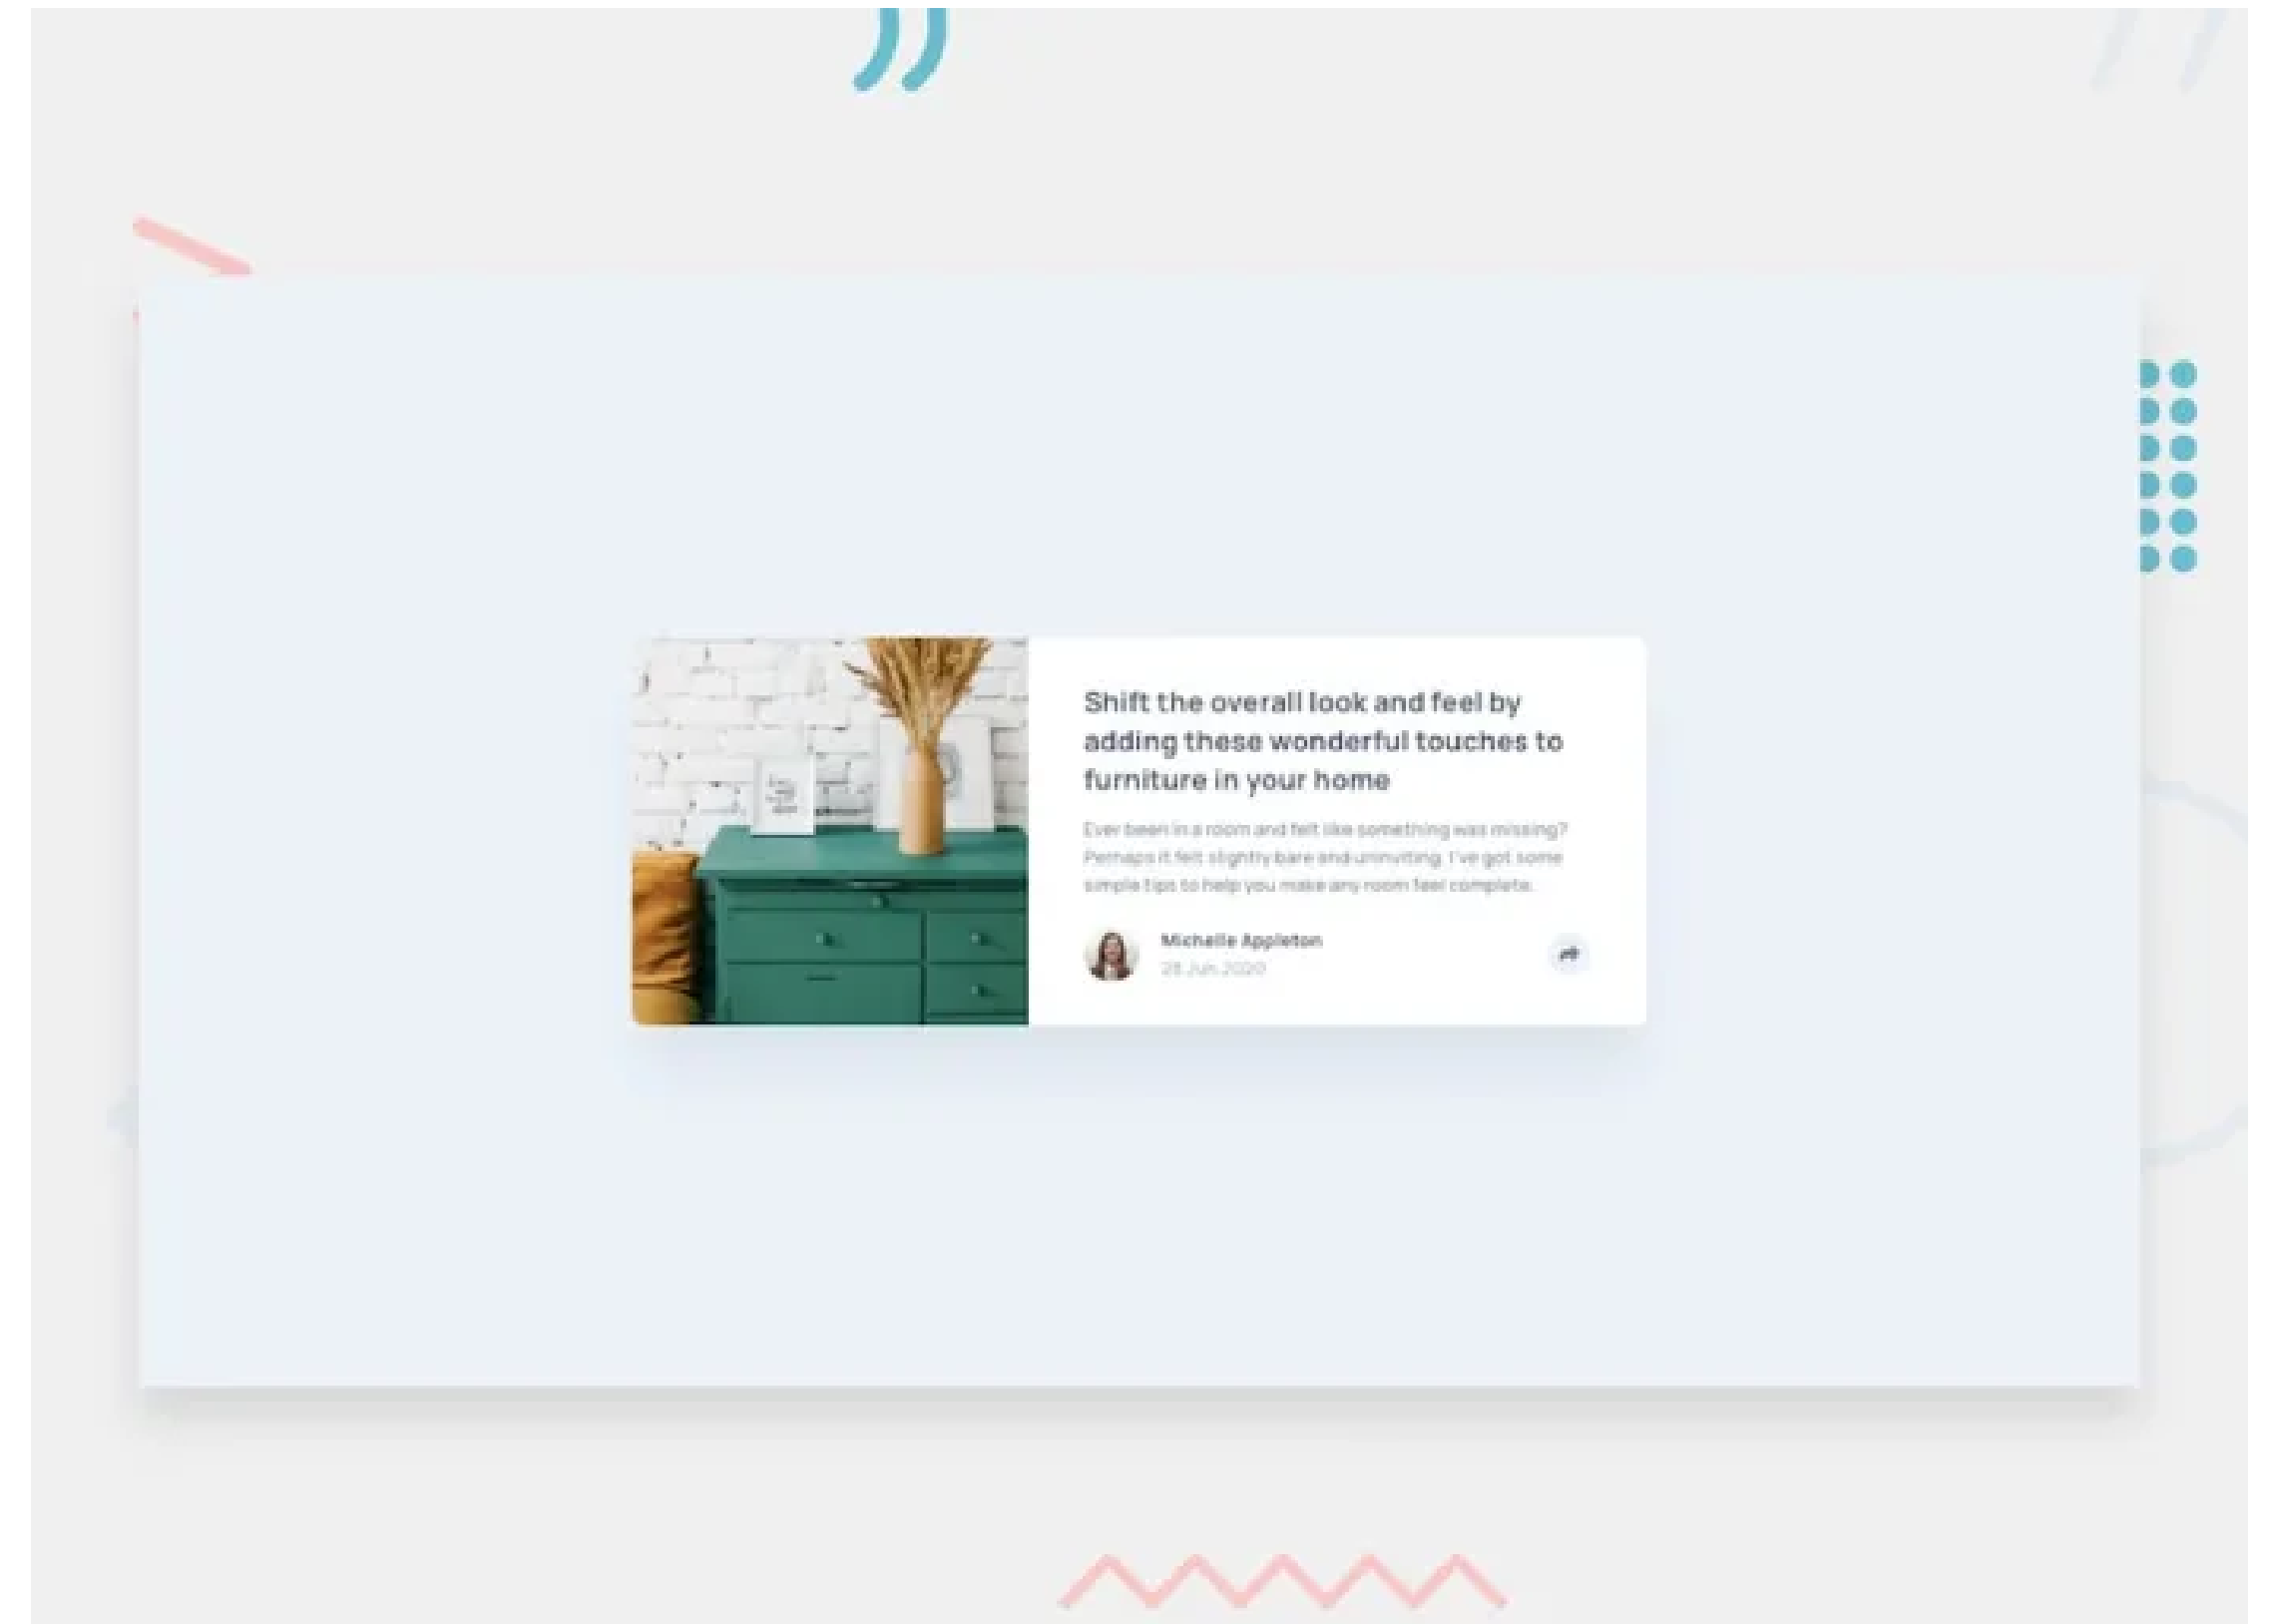 Shift the overall look and feel by
adding these wonderful touches to
furniture in your home
Ever been in a room and felt like something was missing?
Perhaps it felt slightly bare and uninviting. I've got some
simple tips to help you make any room feel complete.
Michelle Appleton
28 Jun 2020